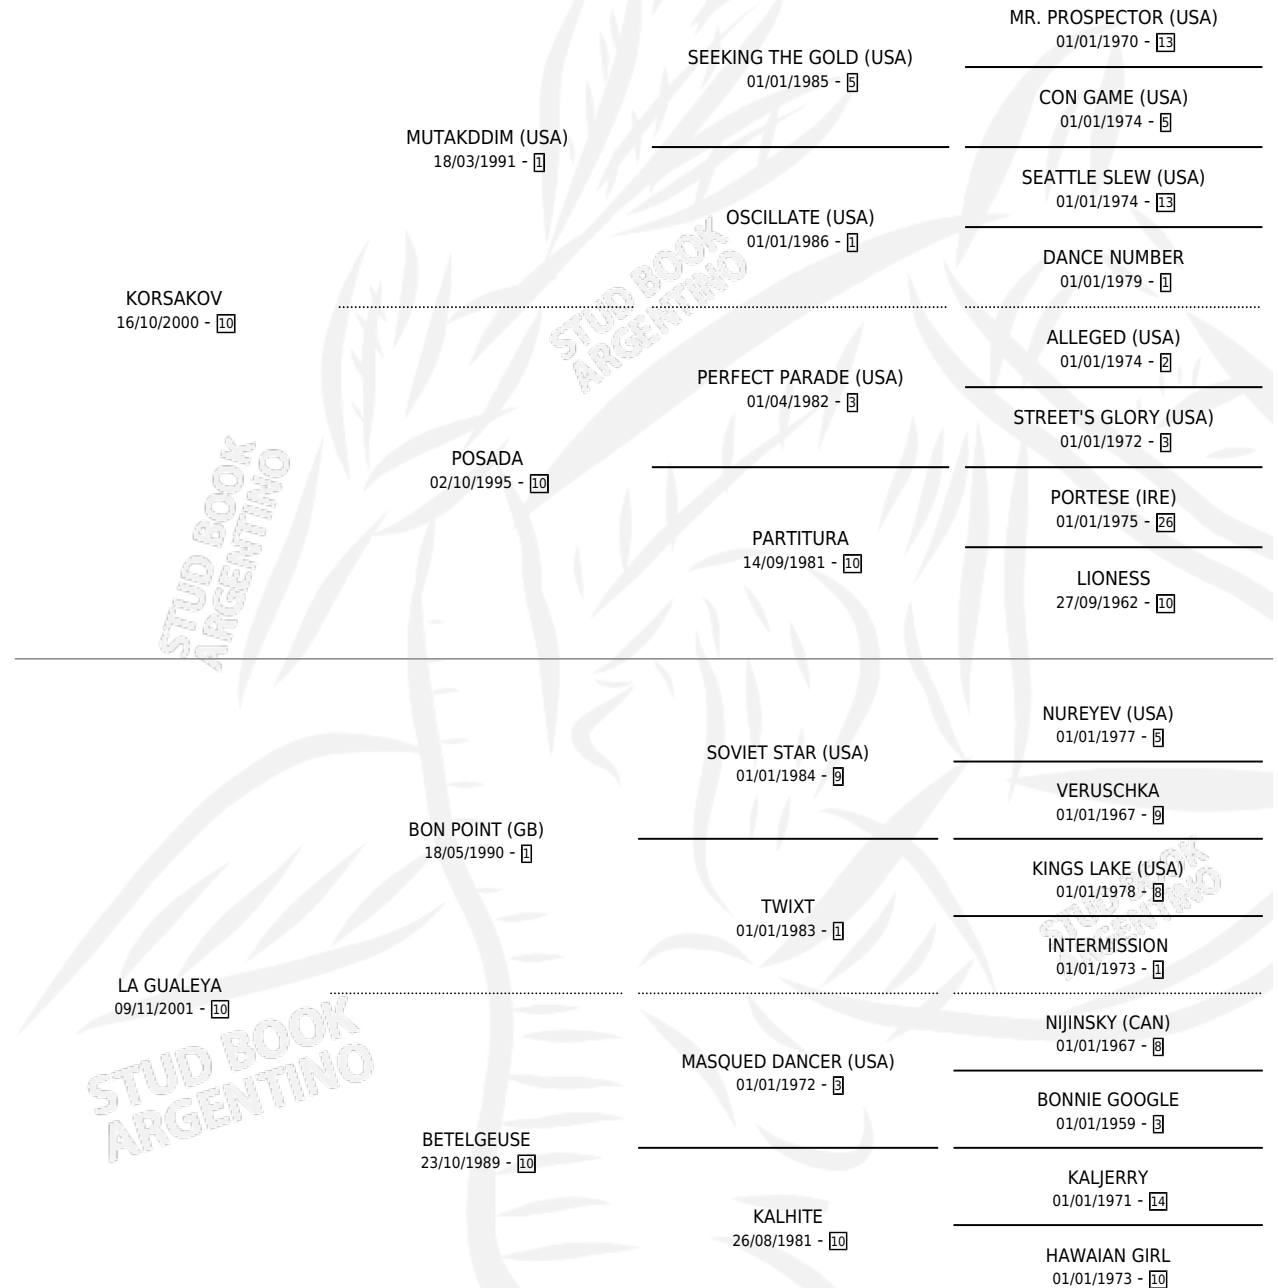 MR. PROSPECTOR (USA)
01/01/1970 - 13
SEEKING THE GOLD (USA)
01/01/1985 - 5
CON GAME (USA)
01/01/1974 - 5
MUTAKDDIM (USA)
18/03/1991 - 1
SEATTLE SLEW (USA)
01/01/1974 - 13
OSCILLATE (USA)
01/01/1986 - 1
DANCE NUMBER
01/01/1979 - 1
KORSAKOV
16/10/2000 - 10
ALLEGED (USA)
01/01/1974 - 2
PERFECT PARADE (USA)
01/04/1982 - 3
STREET'S GLORY (USA)
01/01/1972 - 3
POSADA
02/10/1995 - 10
PORTESE (IRE)
01/01/1975 - 26
PARTITURA
14/09/1981 - 10
LIONESS
27/09/1962 - 10
NUREYEV (USA)
01/01/1977 - 5
SOVIET STAR (USA)
01/01/1984 - 9
VERUSCHKA
01/01/1967 - 9
BON POINT (GB)
18/05/1990 - 1
KINGS LAKE (USA)
01/01/1978 - 8
TWIXT
01/01/1983 - 1
INTERMISSION
01/01/1973 - 1
LA GUALEYA
09/11/2001 - 10
NIJINSKY (CAN)
01/01/1967 - 8
MASQUED DANCER (USA)
01/01/1972 - 3
BONNIE GOOGLE
01/01/1959 - 3
BETELGEUSE
23/10/1989 - 10
KALJERRY
01/01/1971 - 14
KALHITE
26/08/1981 - 10
HAWAIAN GIRL
01/01/1973 - 10
STUD BOOK
ARGENTINO
STUD BOOK
ARGENTINO
STUD BOOK
ARGENTINO
STUD BOOK
ARGENTINO